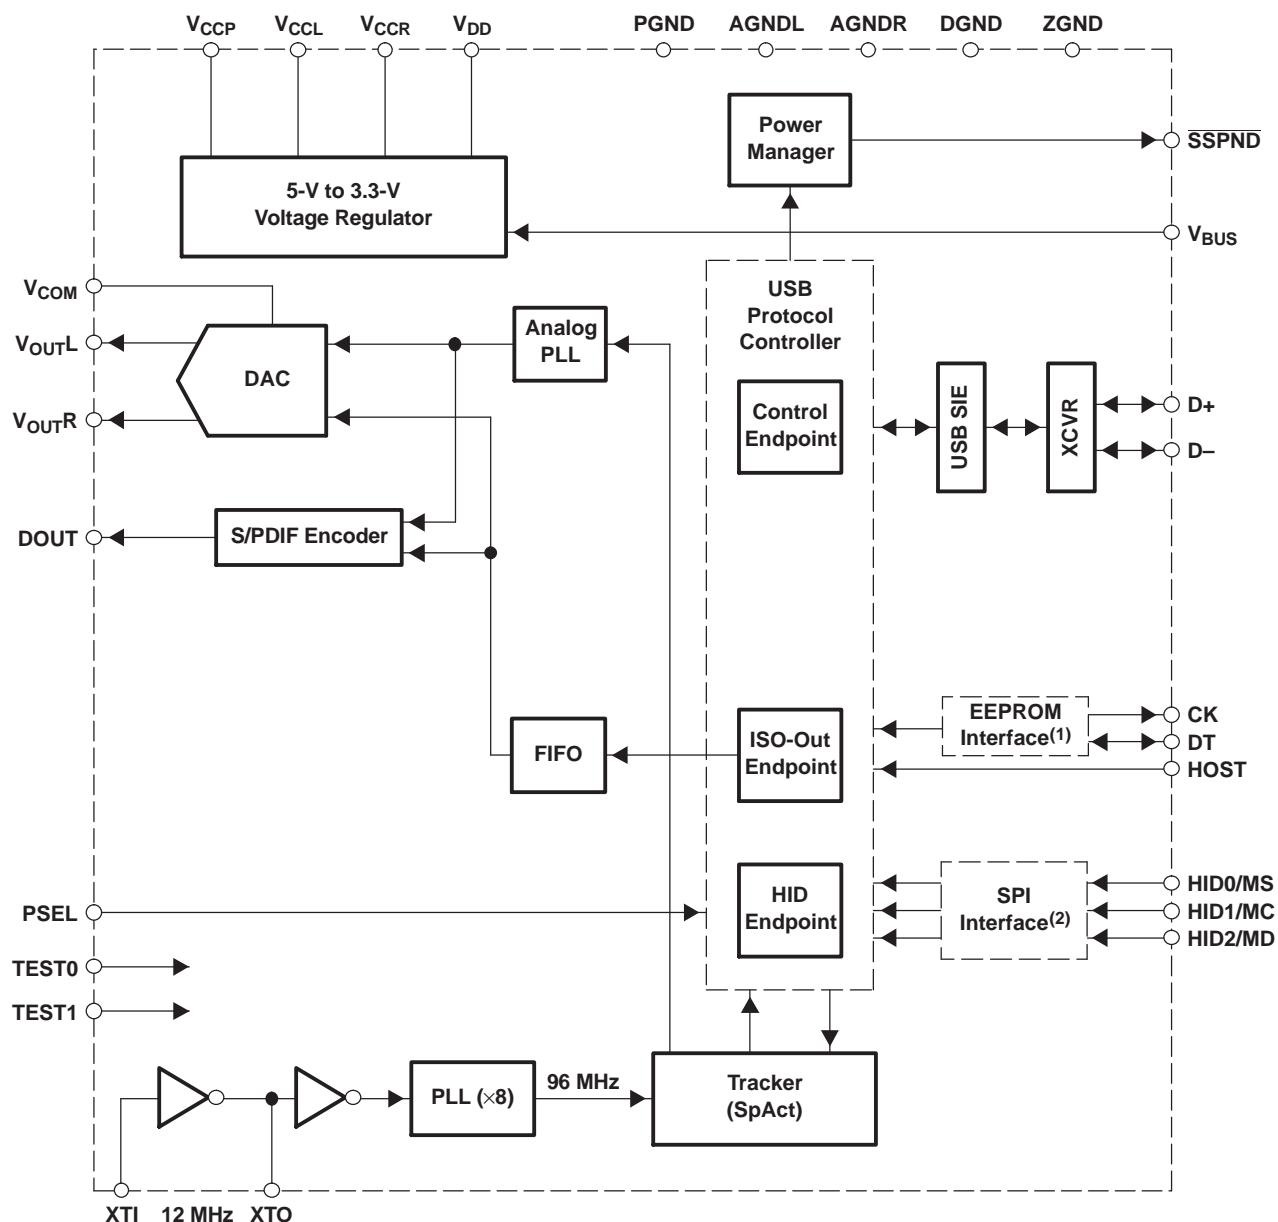 VCCP VCCL VCCR VDD PGND AGNDL AGNDR DGND ZGND
Power
Manager
SSPND
5-V to 3.3-V
Voltage Regulator
VBUS
VCOM
USB
Protocol
Controller
Analog
PLL
VOUTL
DAC
VOUTR
Control
Endpoint
USB SIE
XCVR
D+
D–
DOUT
S/PDIF Encoder
FIFO
ISO-Out
Endpoint
EEPROM
Interface(1)
CK
DT
HOST
PSEL
HID
Endpoint
SPI
Interface(2)
HID0/MS
HID1/MC
HID2/MD
TEST0
TEST1
PLL (×8)
96 MHz
Tracker
(SpAct)
XTI 12 MHz XTO